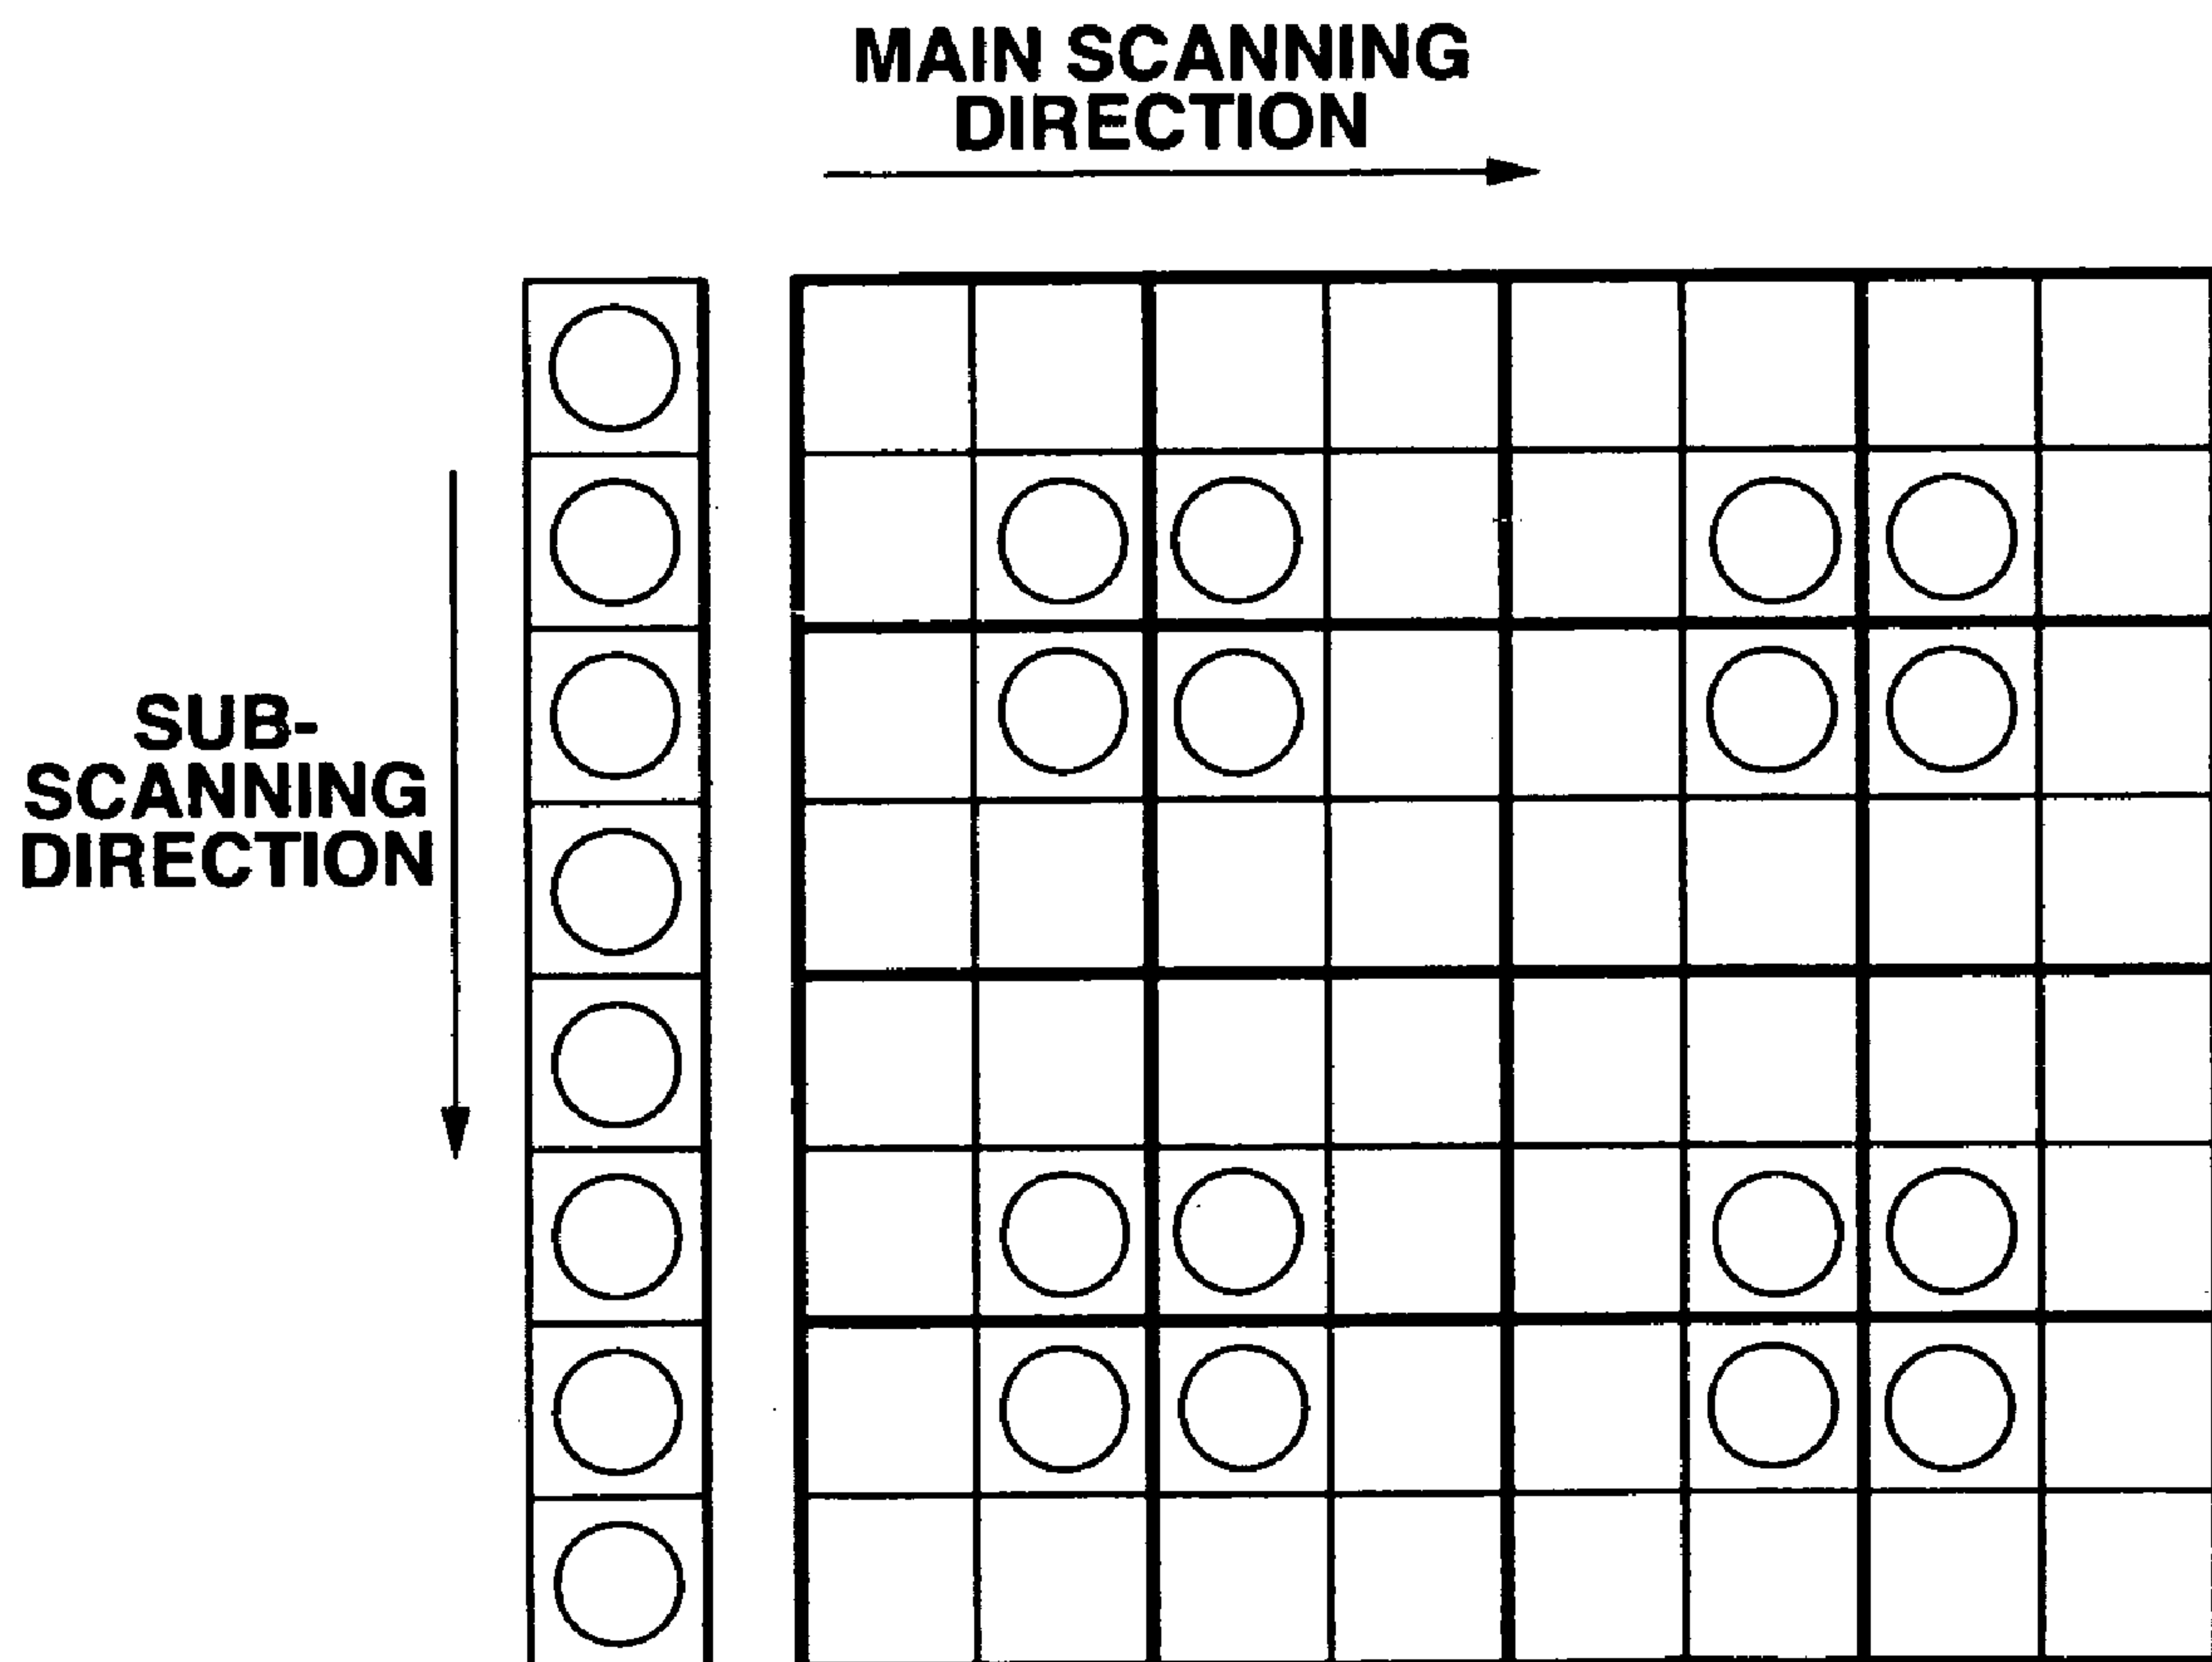 MAIN SCANNING
DIRECTION
SUB-
SCANNING
DIRECTION